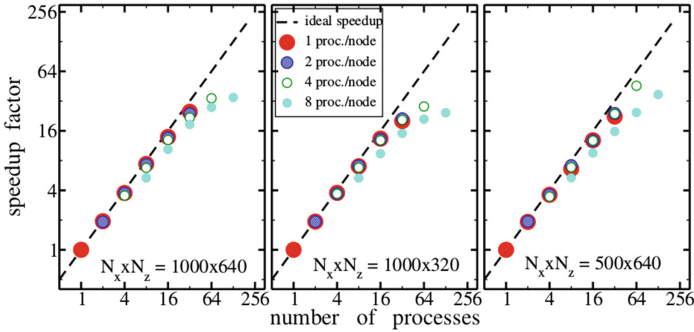 256
64
16
4
1
speedup factor
ideal speedup
1 proc./node
2 proc./node
4 proc./node
8 proc./node
NxxNz = 1000x640
NxxNz = 1000x320
NxxNz = 500x640
1 4 16 64 256
1 4 16 64 256
1 4 16 64 256
number of processes